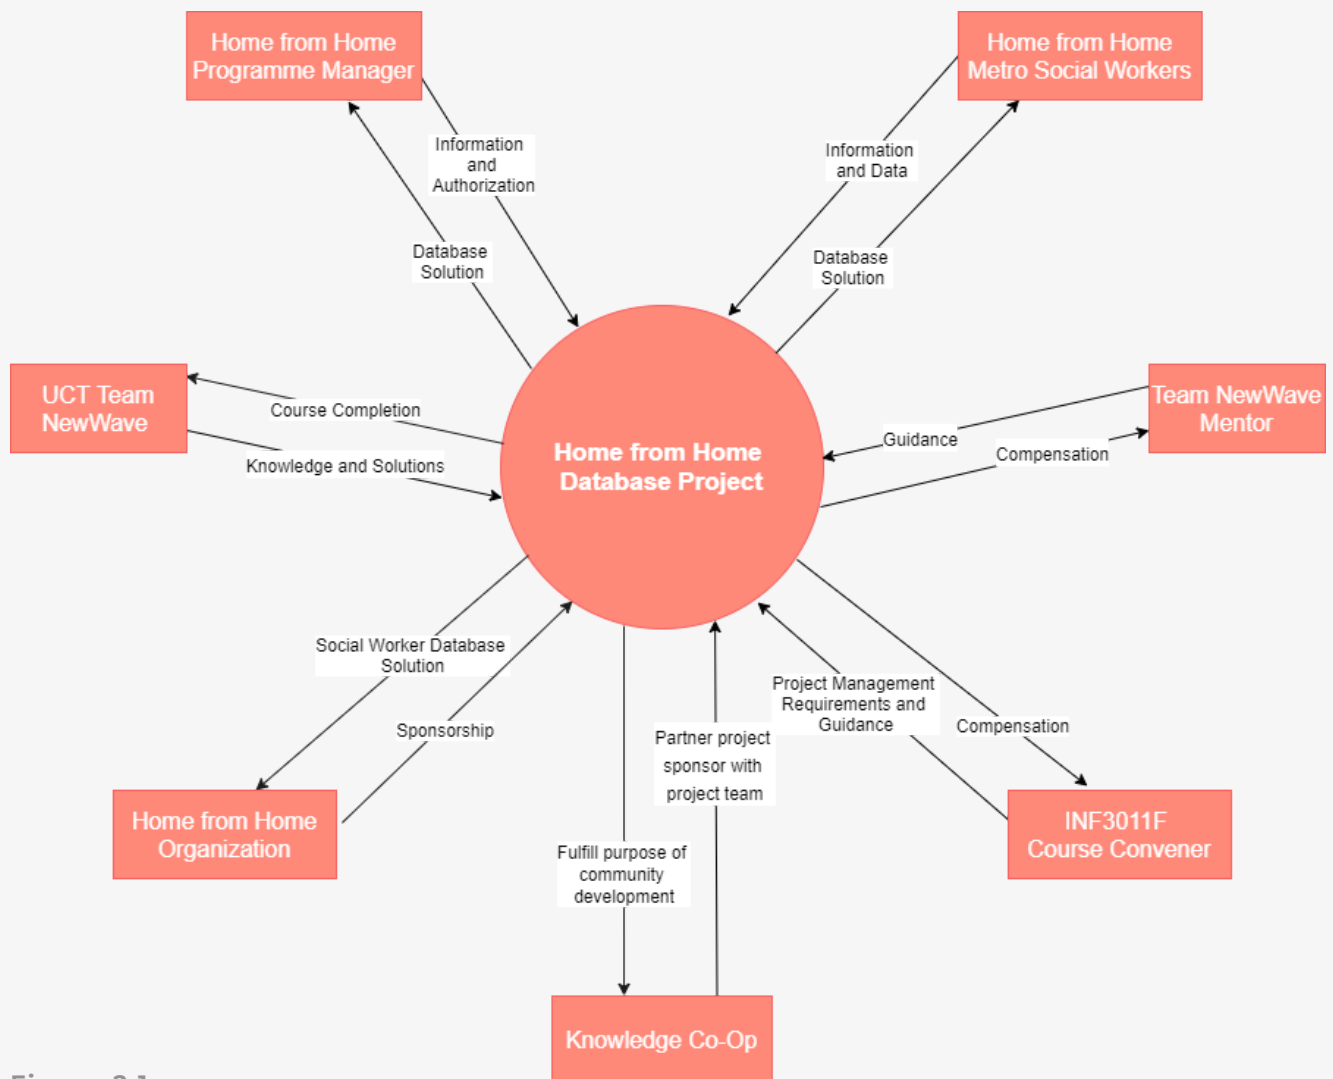 Home from Home
Programme Manager
Home from Home
Metro Social Workers
Information
and
Authorization
Information
and Data
Database
Solution
Database
Solution
UCT Team
NewWave
Team NewWave
Mentor
Course Completion
Guidance
Knowledge and Solutions
Compensation
Home from Home
Database Project
Social Worker Database
Solution
Sponsorship
Project Management
Requirements and
Guidance
Compensation
Partner project
sponsor with
project team
Home from Home
Organization
INF3011F
Course Convener
Fulfill purpose of
community
development
Knowledge Co-Op